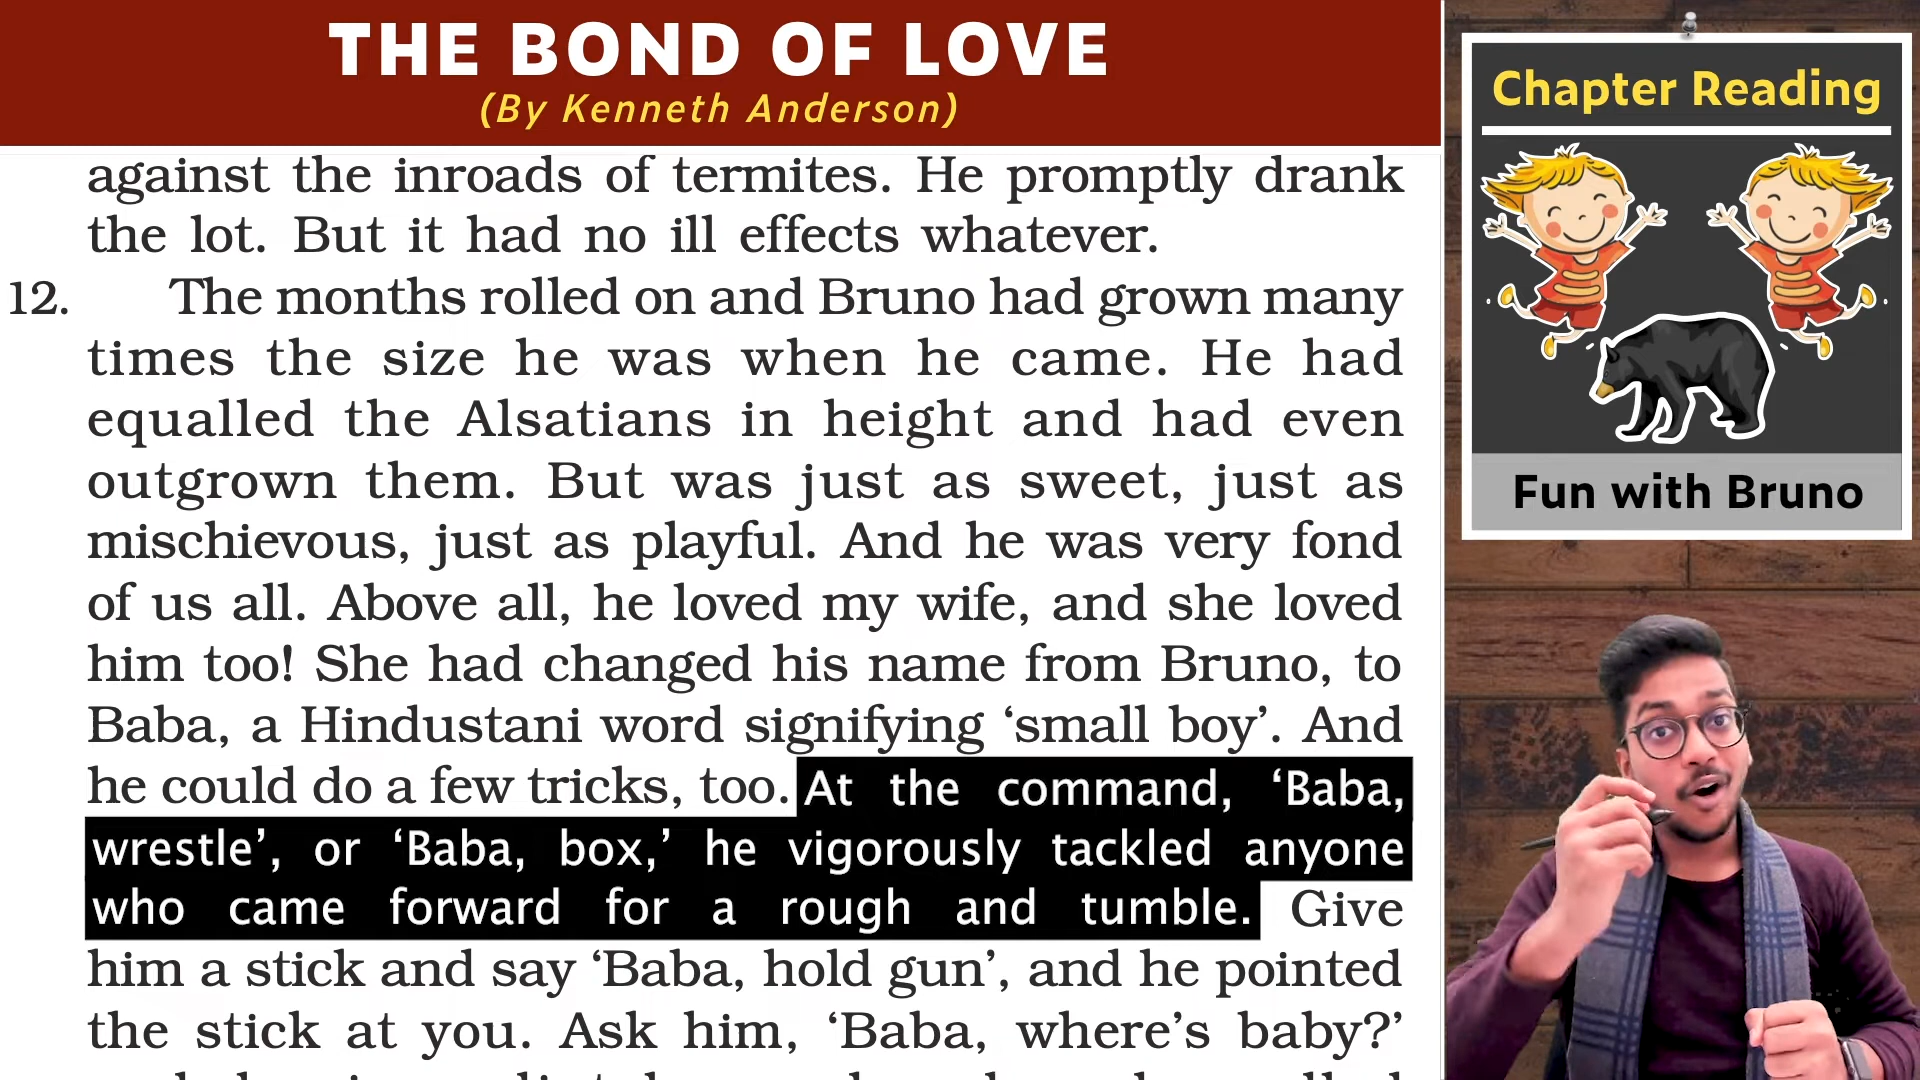 THE BOND OF LOVE
(By Kenneth Anderson)
against the inroads of termites. He promptly drank
the lot. But it had no ill effects whatever.
12. The months rolled on and Bruno had grown many
times the size he was when he came. He had
equalled the Alsatians in height and had even
outgrown them. But was just as sweet, just as
mischievous, just as playful. And he was very fond
of us all. Above all, he loved my wife, and she loved
him too! She had changed his name from Bruno, to
Baba, a Hindustani word signifying ‘small boy’. And
he could do a few tricks, too. At the command, ‘Baba,
wrestle’, or ‘Baba, box,’ he vigorously tackled anyone
who came forward for a rough and tumble. Give
him a stick and say ‘Baba, hold gun’, and he pointed
the stick at you. Ask him, ‘Baba, where’s baby?’
Chapter Reading
Fun with Bruno